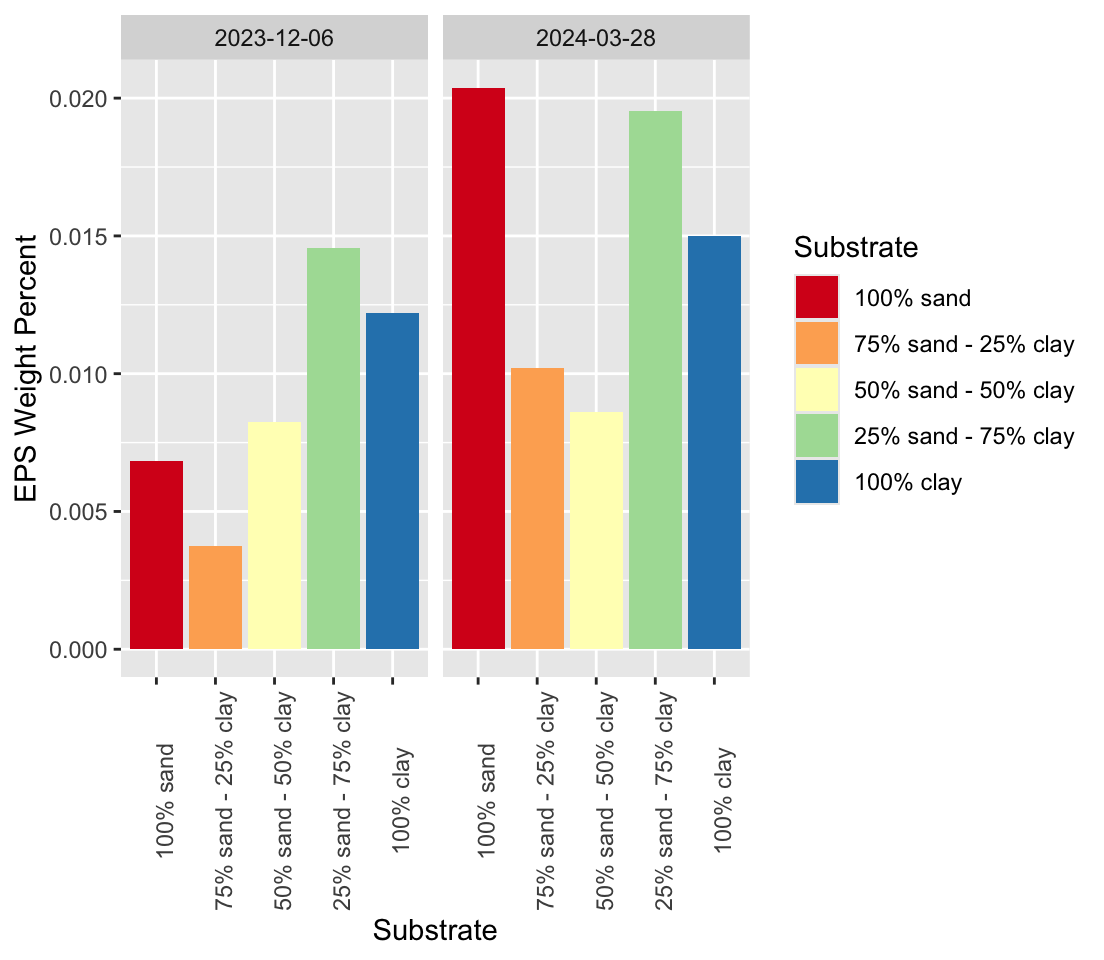 2023-12-06
2024-03-28
EPS Weight Percent
0.020
0.015
0.010
0.005
0.000
100% sand
75% sand - 25% clay
50% sand - 50% clay
25% sand - 75% clay
100% clay
100% sand
75% sand - 25% clay
50% sand - 50% clay
25% sand - 75% clay
100% clay
Substrate
Substrate
100% sand
75% sand - 25% clay
50% sand - 50% clay
25% sand - 75% clay
100% clay